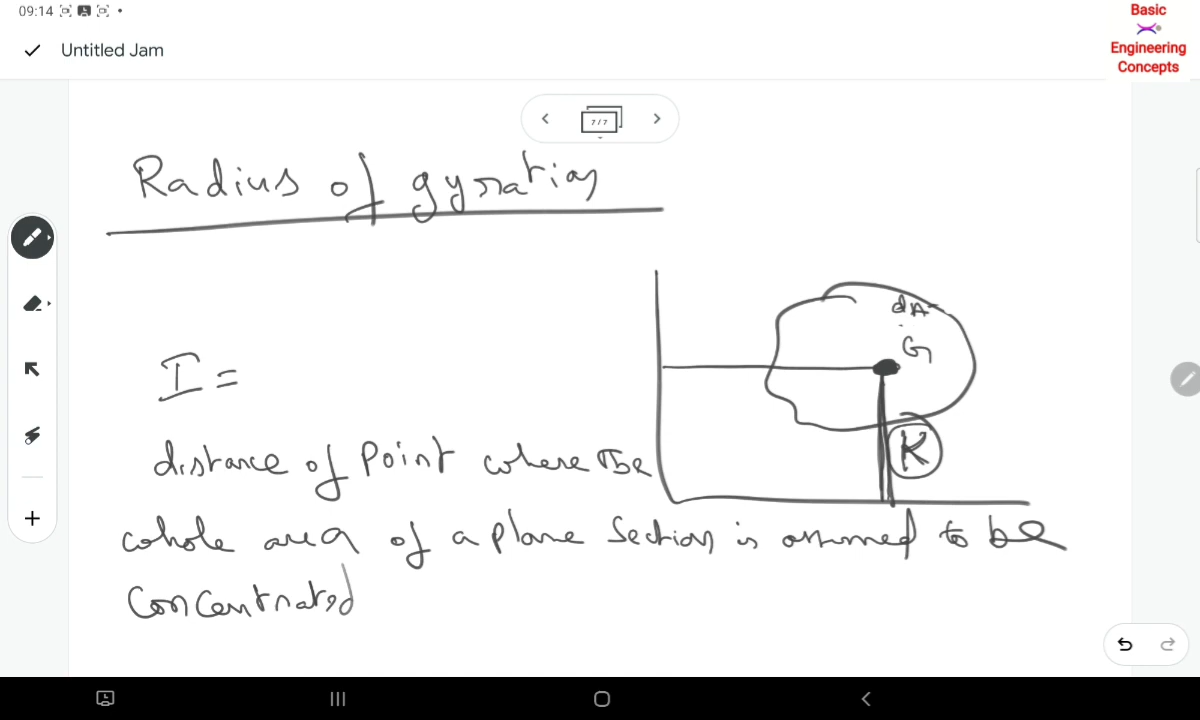 09:14
Untitled Jam
Basic
Engineering
Concepts
7/7
Radius of gyration
dA
G
I =
K
distance of Point where the
whole area of a plane Section is assumed to be
Concentrated